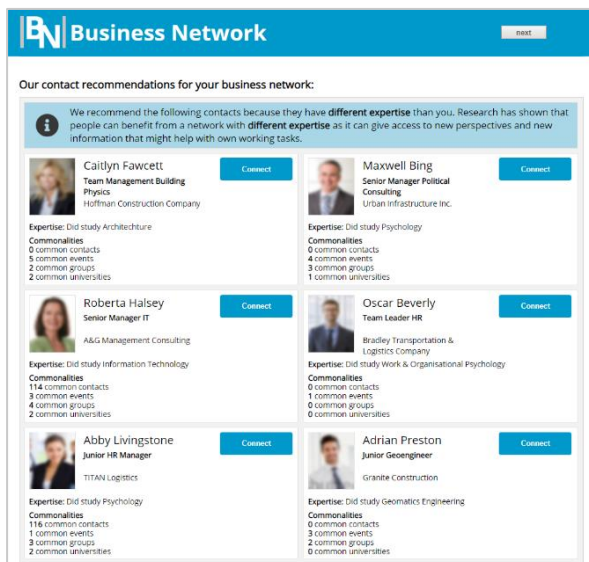 BN Business Network
next
Our contact recommendations for your business network:
We recommend the following contacts because they have different expertise than you. Research has shown that
people can benefit from a network with different expertise as it can give access to new perspectives and new
information that might help with own working tasks.
Caitlyn Fawcett
Connect
Team Management Building
Physics
Hoffman Construction Company
Expertise: Did study Architechture
Commonalities
0 common contacts
5 common events
2 common groups
2 common universities
Maxwell Bing
Connect
Senior Manager Political
Consulting
Urban Infrastructure Inc.
Expertise: Did study Psychology
Commonalities
0 common contacts
4 common events
3 common groups
1 common universities
Roberta Halsey
Connect
Senior Manager IT
A&G Management Consulting
Expertise: Did study Information Technology
Commonalities
114 common contacts
3 common events
4 common groups
2 common universities
Oscar Beverly
Connect
Team Leader HR
Bradley Transportation &
Logistics Company
Expertise: Did study Work & Organisational Psychology
Commonalities
0 common contacts
1 common events
0 common groups
0 common universities
Abby Livingstone
Connect
Junior HR Manager
TITAN Logistics
Expertise: Did study Psychology
Commonalities
116 common contacts
1 common events
3 common groups
2 common universities
Adrian Preston
Connect
Junior Geoengineer
Granite Construction
Expertise: Did study Geomatics Engineering
Commonalities
0 common contacts
3 common events
2 common groups
0 common universities